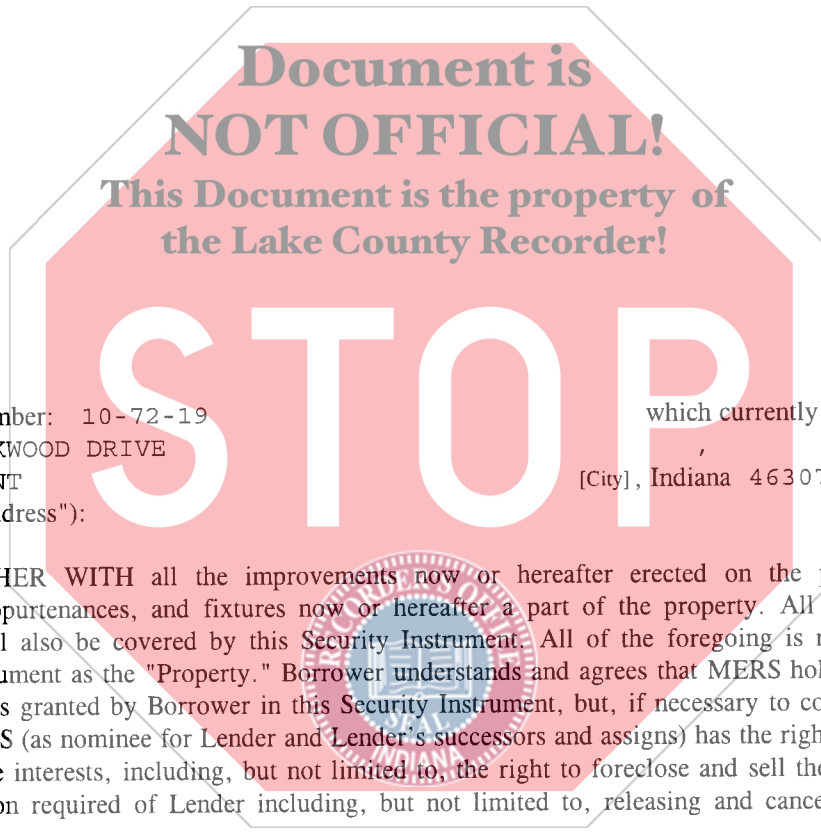 Document is
NOT OFFICIAL!
This Document is the property of
the Lake County Recorder!
STOP
mber: 10-72-19 which currently
KWOOD DRIVE ,
NT [City], Indiana 46307
dress"):
HER WITH all the improvements now or hereafter erected on the p
ppurtenances, and fixtures now or hereafter a part of the property. All
l also be covered by this Security Instrument. All of the foregoing is r
ument as the "Property." Borrower understands and agrees that MERS hol
s granted by Borrower in this Security Instrument, but, if necessary to co
S (as nominee for Lender and Lender's successors and assigns) has the righ
e interests, including, but not limited to, the right to foreclose and sell the
on required of Lender including, but not limited to, releasing and cance
RECORDER'S OFFI
SEAL
INDIANA